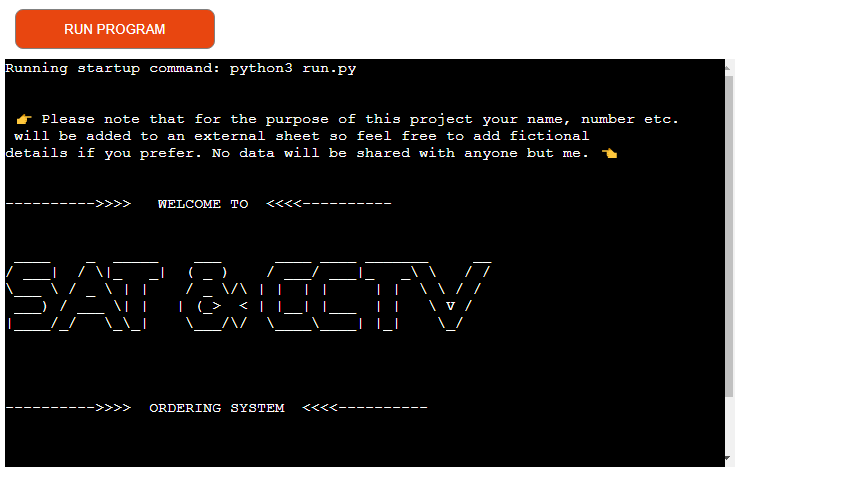 RUN PROGRAM
Running startup command: python3 run.py
👉 Please note that for the purpose of this project your name, number etc.
will be added to an external sheet so feel free to add fictional
details if you prefer. No data will be shared with anyone but me. 👈
---------->>>>   WELCOME TO  <<<<----------
SAT & CCTV
---------->>>>  ORDERING SYSTEM  <<<<----------